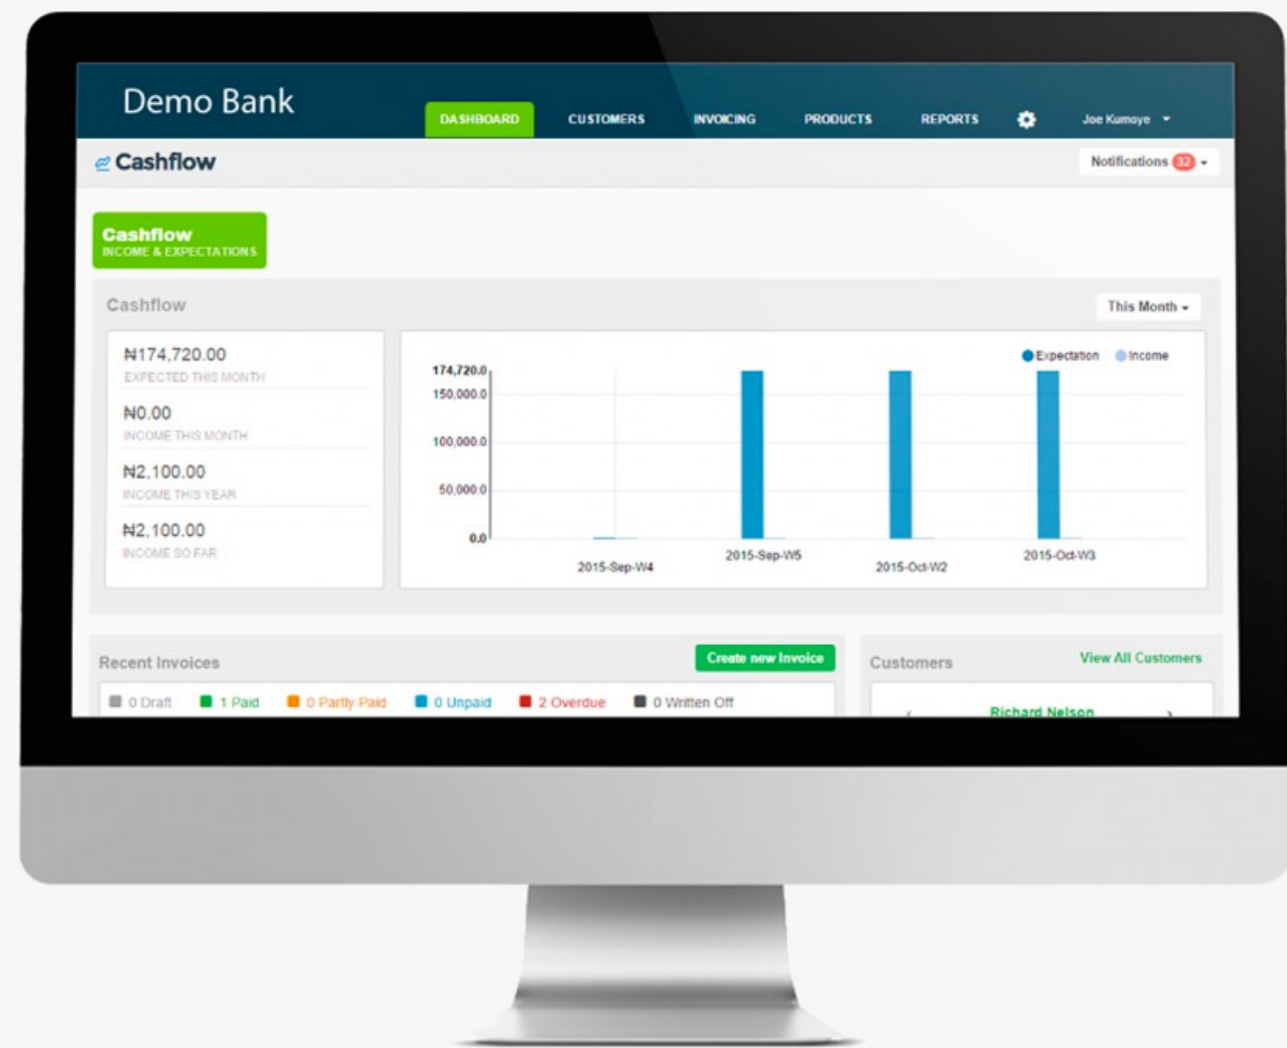 Demo Bank
DASHBOARD CUSTOMERS INVOICING PRODUCTS REPORTS Joe Kumoye
Cashflow
Notifications 32
Cashflow
INCOME & EXPECTATIONS
Cashflow
This Month
₦174,720.00
EXPECTED THIS MONTH
₦0.00
INCOME THIS MONTH
₦2,100.00
INCOME THIS YEAR
₦2,100.00
INCOME SO FAR
Expectation Income
174,720.0
150,000.0
100,000.0
50,000.0
0.0
2015-Sep-W4 2015-Sep-W5 2015-Oct-W2 2015-Oct-W3
Recent Invoices
Create new Invoice
0 Draft 1 Paid 0 Partly Paid 0 Unpaid 2 Overdue 0 Written Off
Customers
View All Customers
Richard Nelson